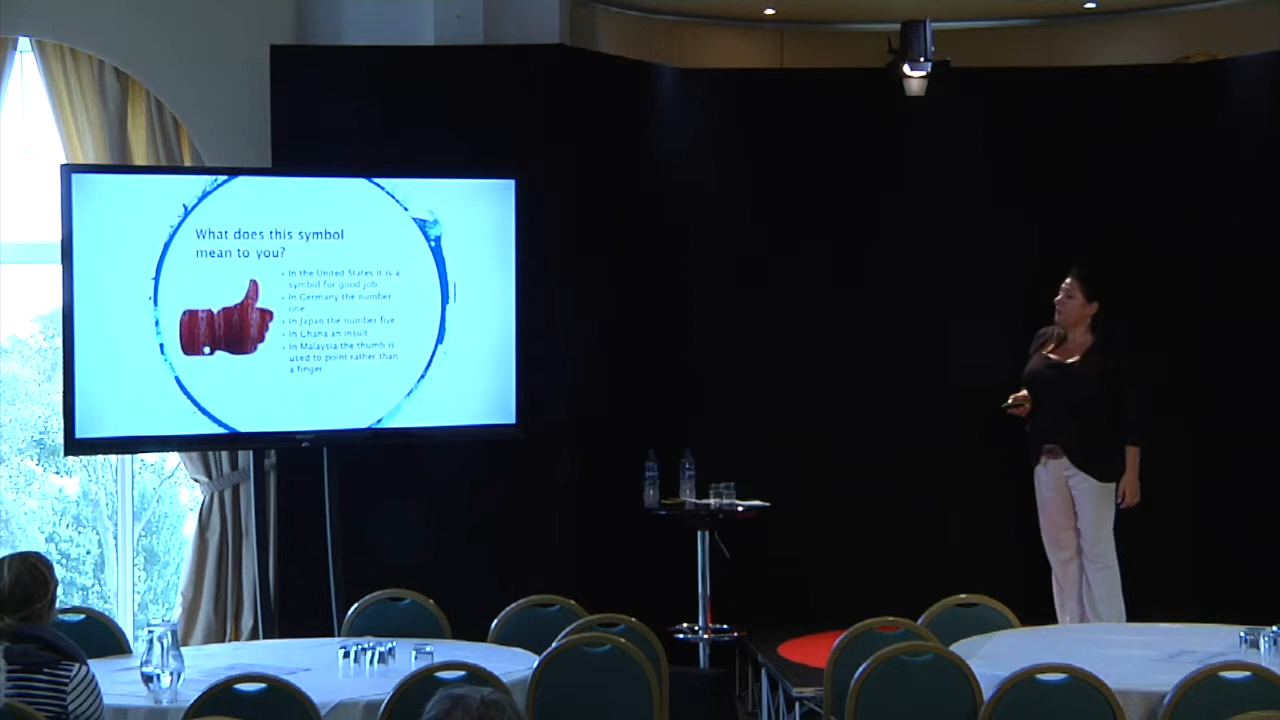 What does this symbol
mean to you?
• In the United States it is a
symbol for good job
• In Germany the number
one
• In Japan the number five
• In Ghana an insult
• In Malaysia the thumb is
used to point rather than
a finger